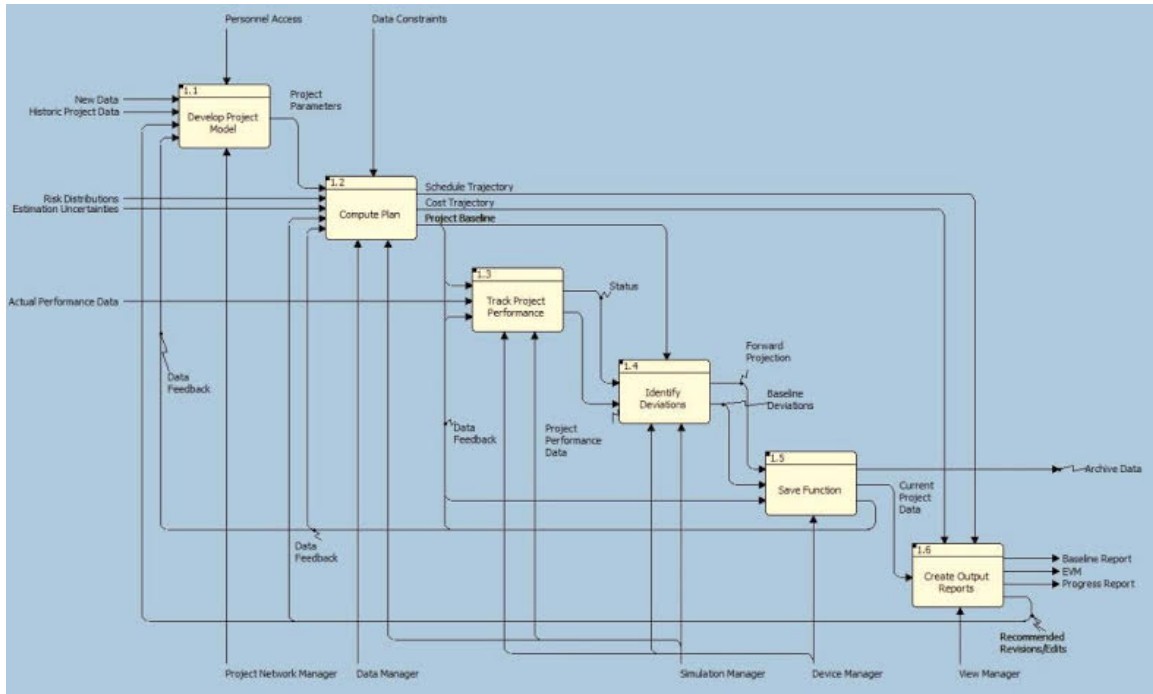 Personnel Access
Data Constraints
1.1
New Data
Historic Project Data
Develop Project
Model
Project
Parameters
1.2
Risk Distributions
Estimation Uncertainties
Compute Plan
Schedule Trajectory
Cost Trajectory
Project Baseline
1.3
Actual Performance Data
Track Project
Performance
Status
1.4
Identify
Deviations
Forward
Projection
Baseline
Deviations
Data
Feedback
Data
Feedback
Project
Performance
Data
1.5
Save Function
Archive Data
Current
Project
Data
Data
Feedback
1.6
Create Output
Reports
Baseline Report
EVM
Progress Report
Recommended
Revisions/Edits
Project Network Manager
Data Manager
Simulation Manager
Device Manager
View Manager